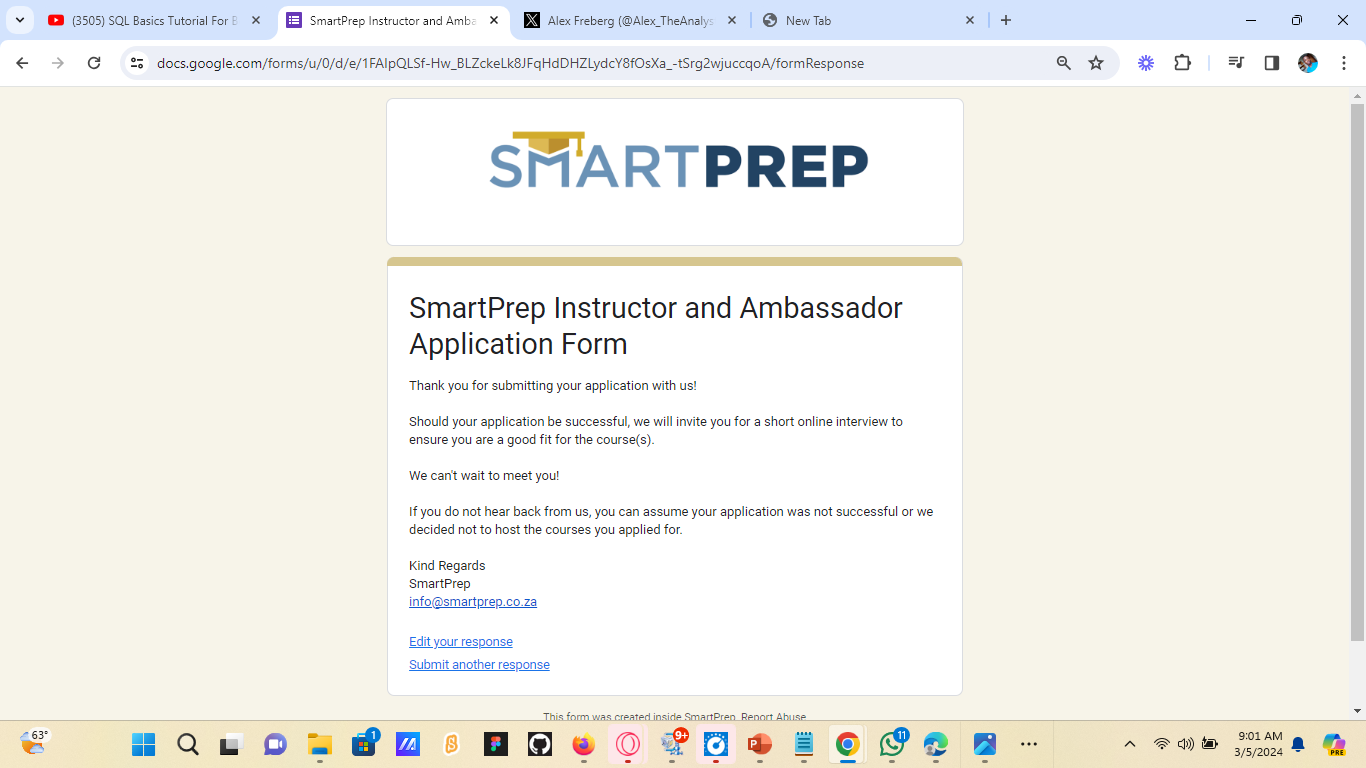 (3505) SQL Basics Tutorial For B
SmartPrep Instructor and Amba
Alex Freberg (@Alex_TheAnalys
New Tab
docs.google.com/forms/u/0/d/e/1FAIpQLSf-Hw_BLZckeLk8JFqHdDHZLydcY8fOsXa_-tSrg2wjuccqoA/formResponse
SMARTPREP
SmartPrep Instructor and Ambassador
Application Form
Thank you for submitting your application with us!
Should your application be successful, we will invite you for a short online interview to
ensure you are a good fit for the course(s).
We can't wait to meet you!
If you do not hear back from us, you can assume your application was not successful or we
decided not to host the courses you applied for.
Kind Regards
SmartPrep
info@smartprep.co.za
Edit your response
Submit another response
This form was created inside SmartPrep. Report Abuse
63°
1
9+
11
9:01 AM
3/5/2024
PRE